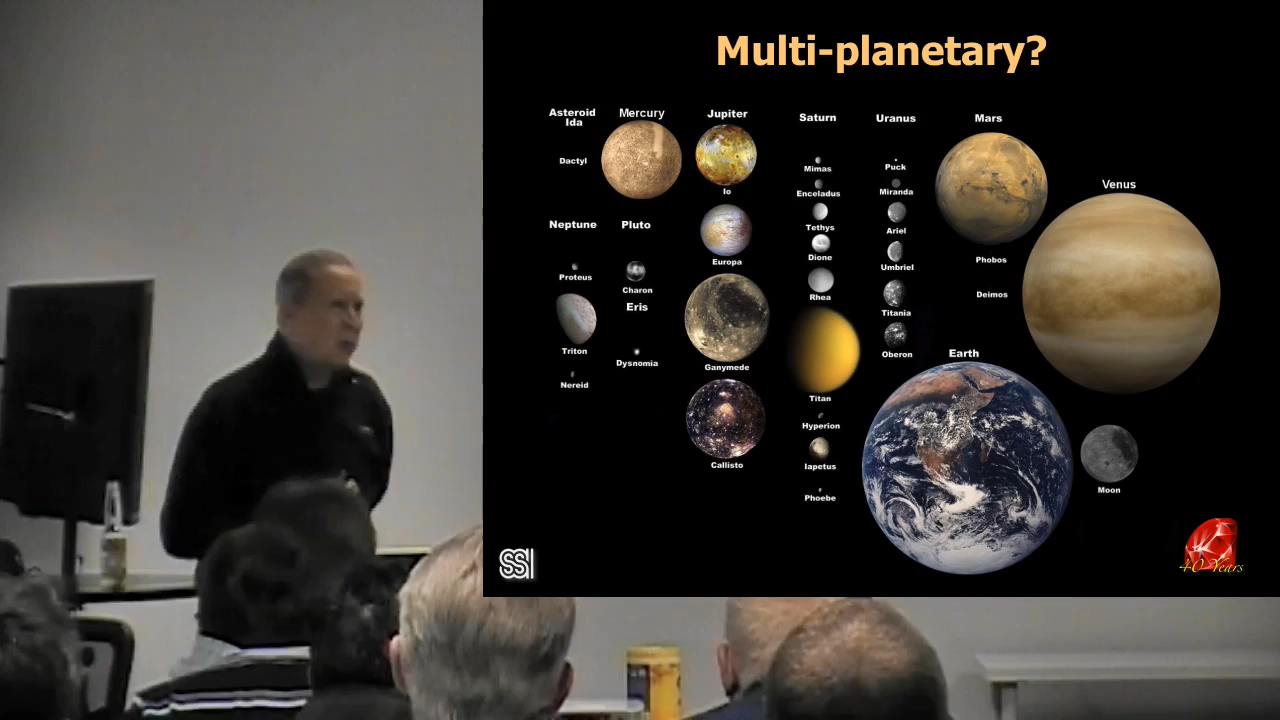 Multi-planetary?
Asteroid
Ida
Dactyl
Mercury
Jupiter
Io
Europa
Ganymede
Callisto
Saturn
Mimas
Enceladus
Tethys
Dione
Rhea
Titan
Hyperion
Iapetus
Phoebe
Uranus
Puck
Miranda
Ariel
Umbriel
Titania
Oberon
Mars
Phobos
Deimos
Venus
Neptune
Proteus
Triton
Nereid
Pluto
Charon
Eris
Dysnomia
Earth
Moon
SSI
40 Years